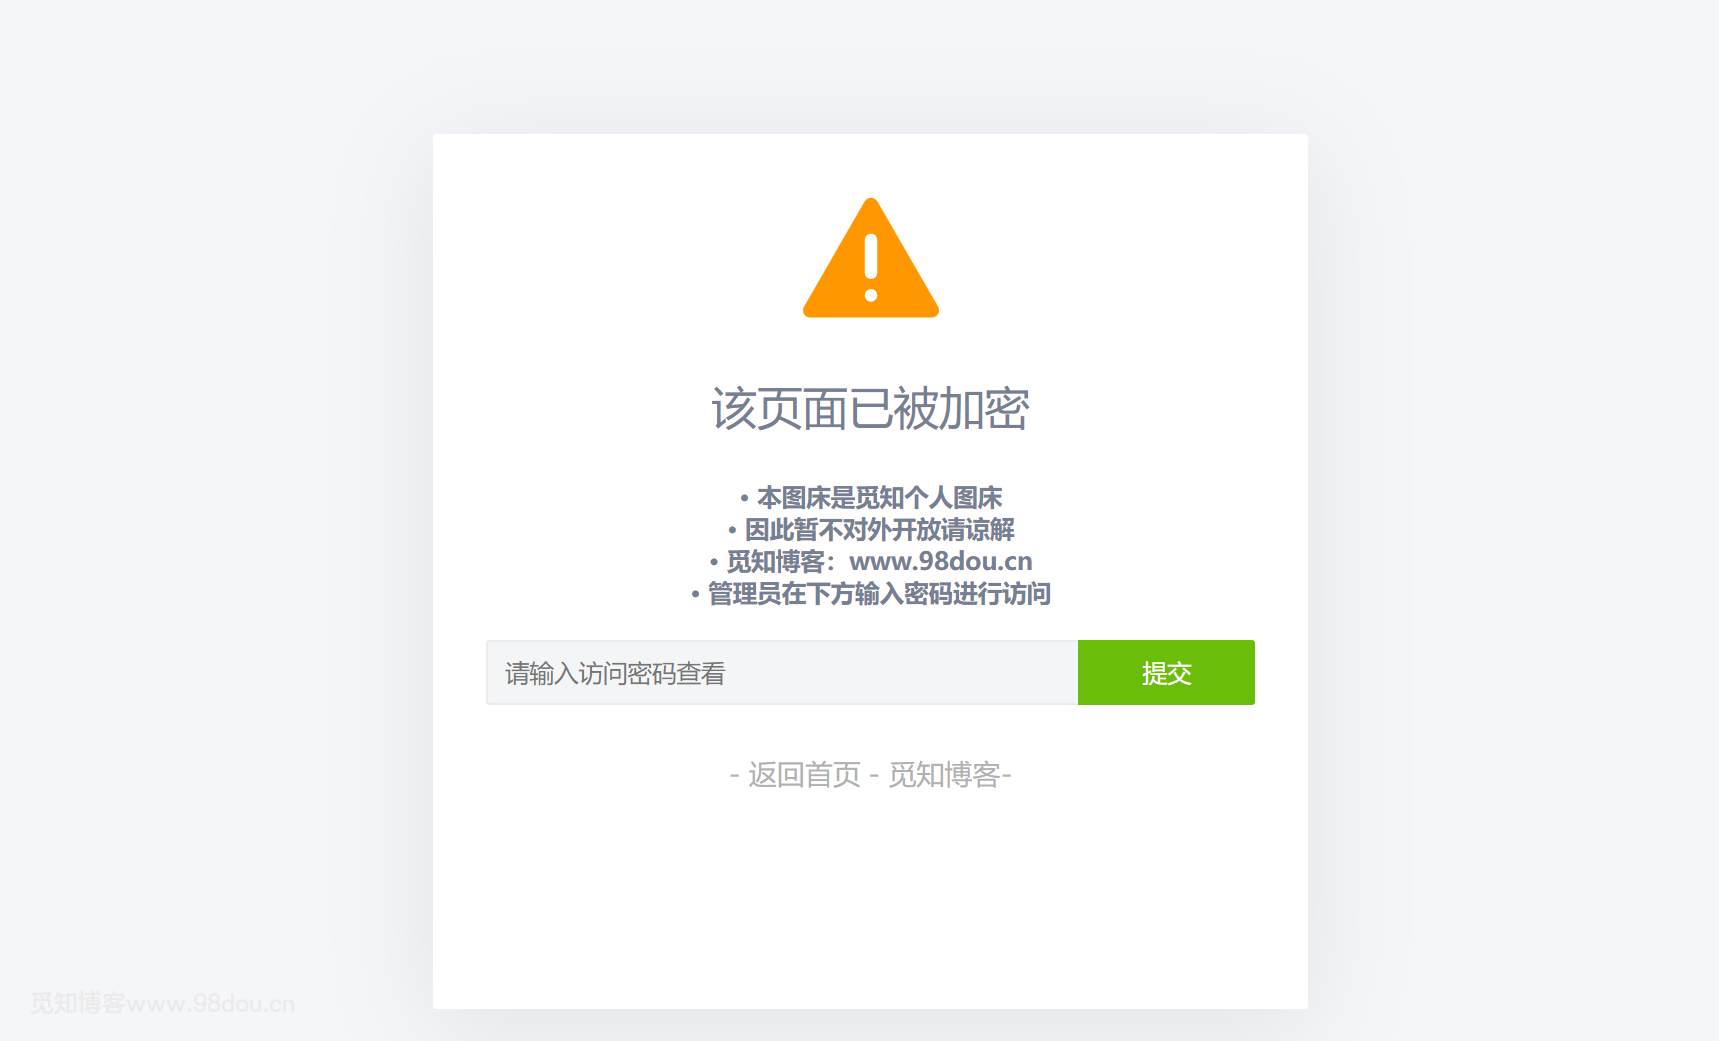 该页面已被加密
• 本图床是觅知个人图床
• 因此暂不对外开放请谅解
• 觅知博客：www.98dou.cn
• 管理员在下方输入密码进行访问
请输入访问密码查看
提交
- 返回首页 - 觅知博客-
觅知博客www.98dou.cn